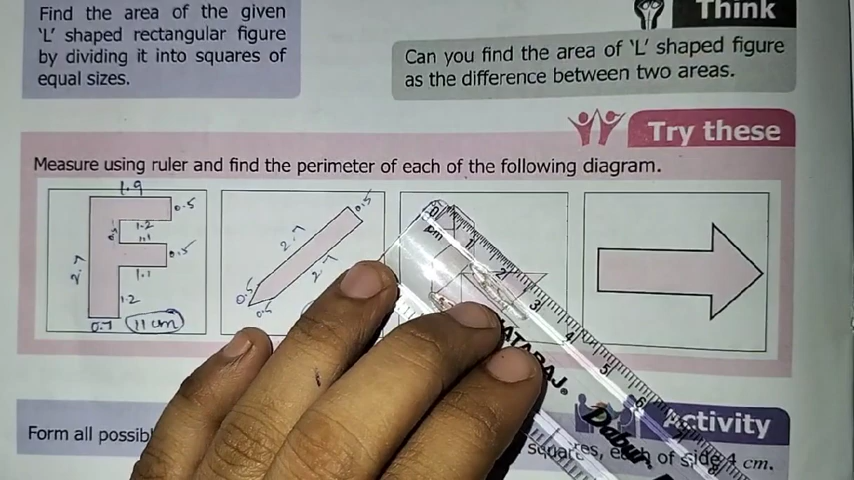 Find the area of the given
'L' shaped rectangular figure
by dividing it into squares of
equal sizes.
Think
Can you find the area of 'L' shaped figure
as the difference between two areas.
Try these
Measure using ruler and find the perimeter of each of the following diagram.
1.9
0.5
1.2
1.1
0.5
2.7
1.1
1.2
0.7
11 cm
0.5
2.7
2.7
0.5
0.5
0 1 2 3 4 5 6
cm
NATARAJ
Dabur
Activity
Form all possib
squares, each of side 4 cm.